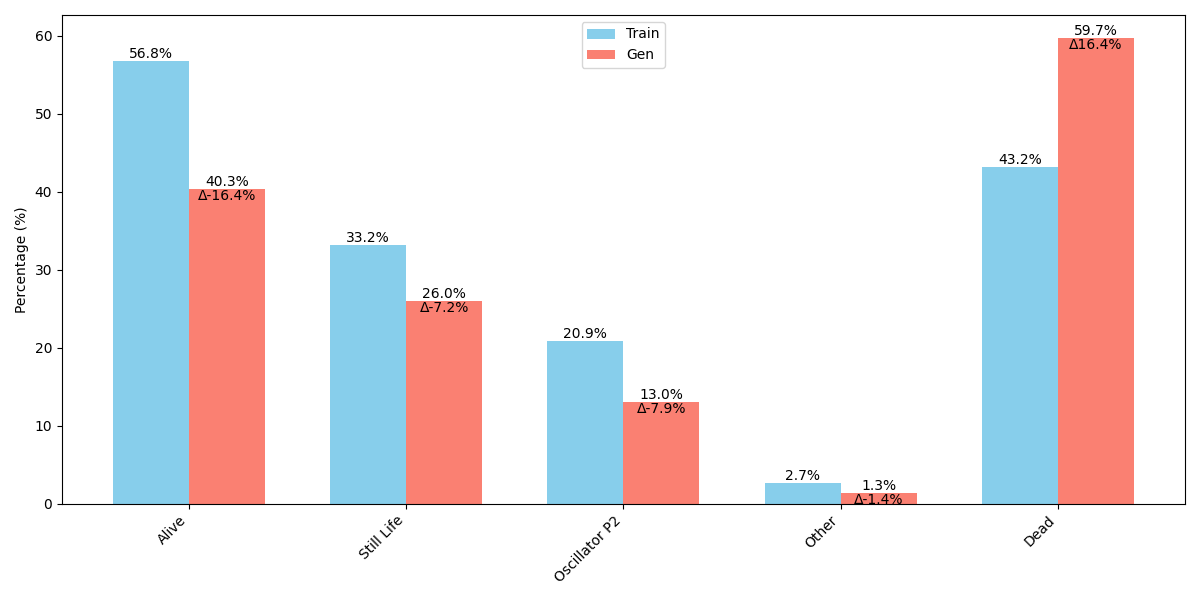 Train
Gen
Percentage (%)
60
50
40
30
20
10
0
56.8%
40.3%
Δ-16.4%
33.2%
26.0%
Δ-7.2%
20.9%
13.0%
Δ-7.9%
2.7%
1.3%
Δ-1.4%
43.2%
59.7%
Δ16.4%
Alive
Still Life
Oscillator P2
Other
Dead